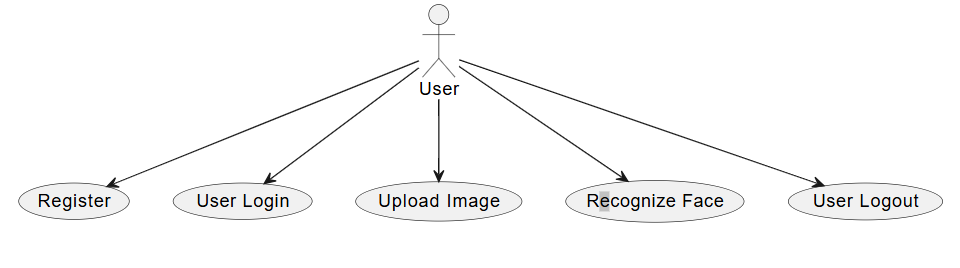 User
Register
User Login
Upload Image
Recognize Face
User Logout